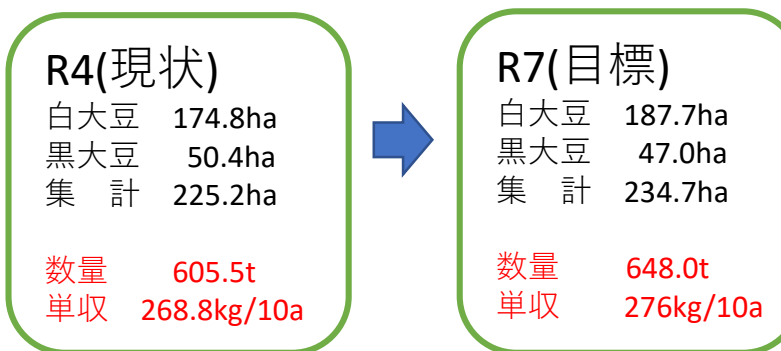 R4(現状)
白大豆 174.8ha
黒大豆 50.4ha
集　計 225.2ha
数量 605.5t
単収 268.8kg/10a
R7(目標)
白大豆 187.7ha
黒大豆 47.0ha
集　計 234.7ha
数量 648.0t
単収 276kg/10a